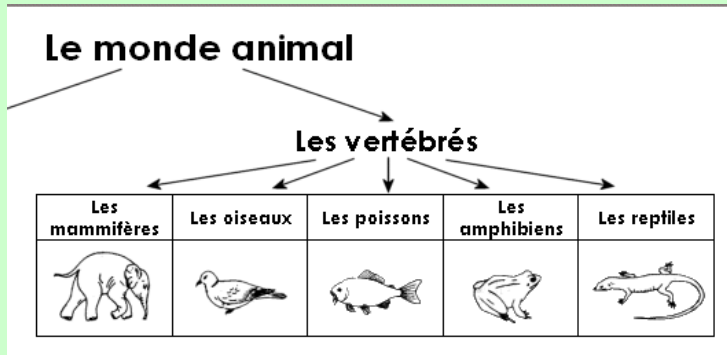 Le monde animal
Les vertébrés
Les mammifères
Les oiseaux
Les poissons
Les amphibiens
Les reptiles